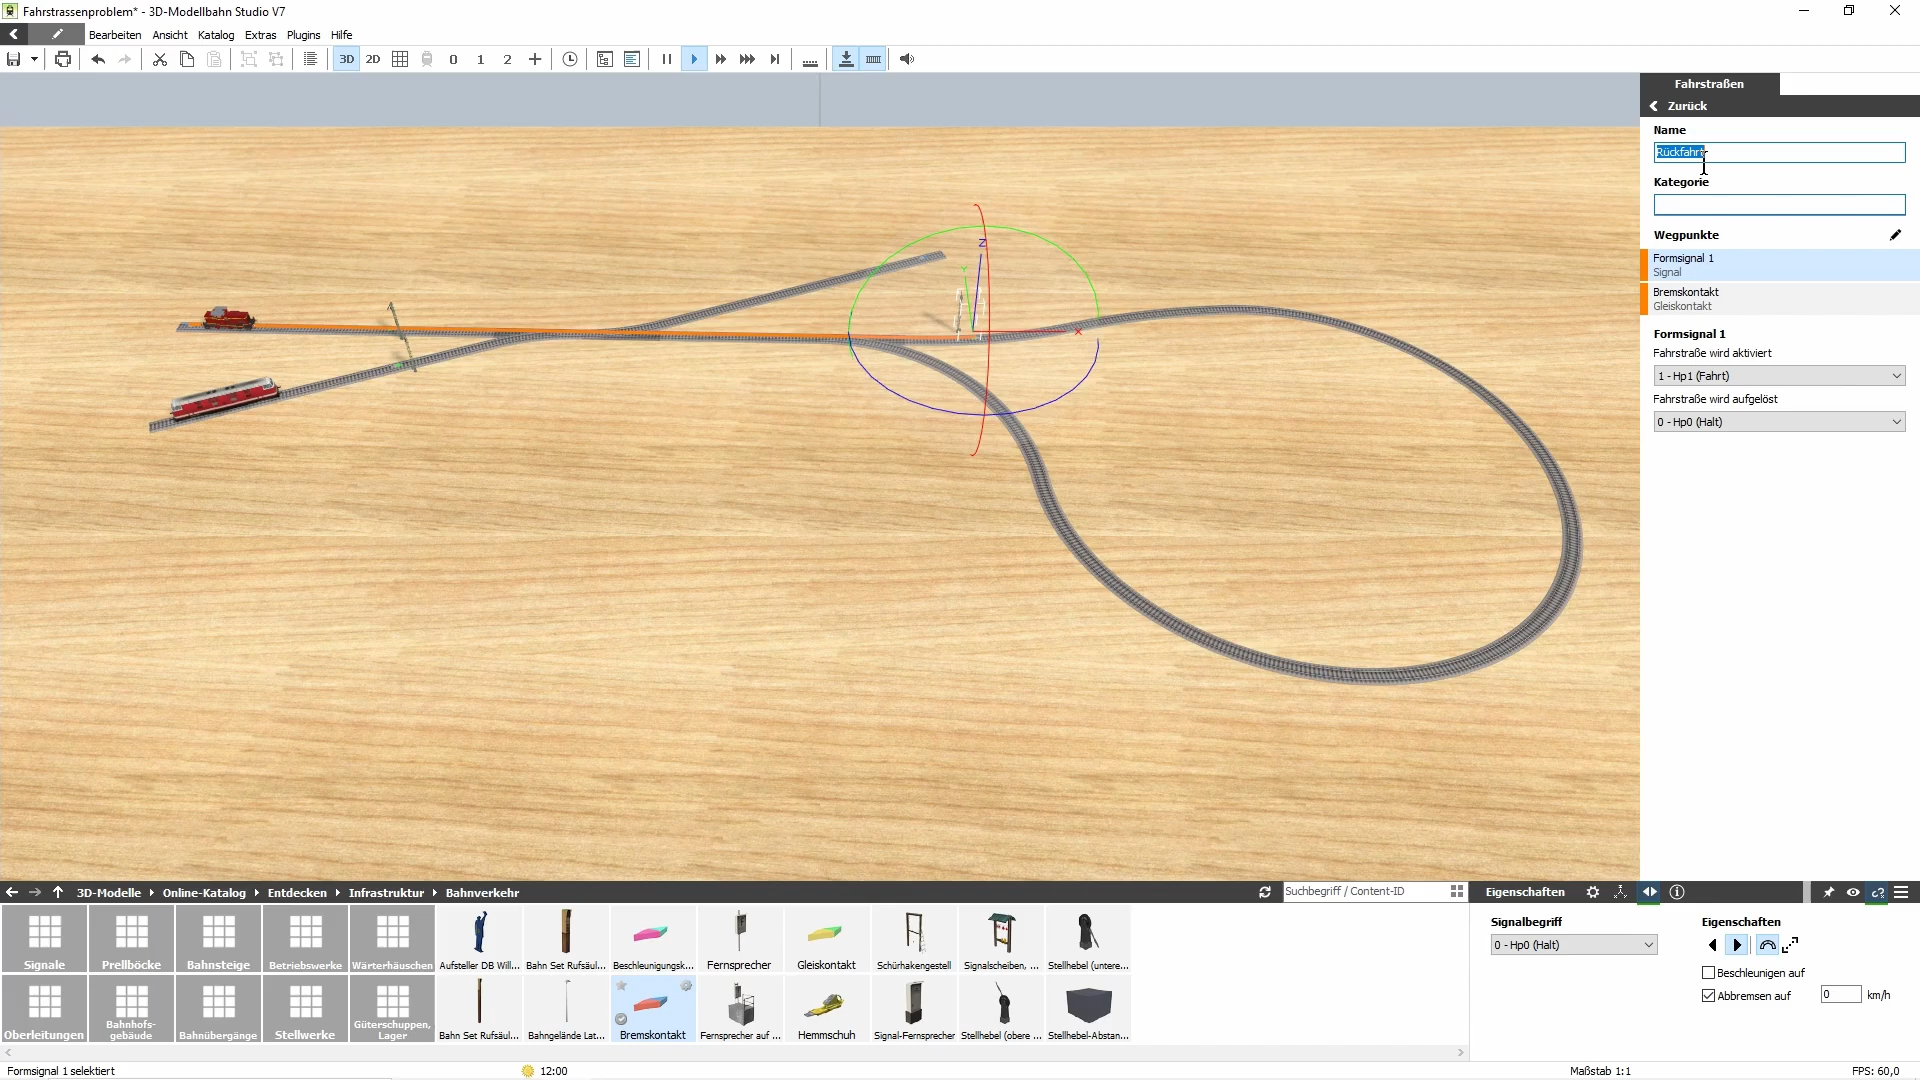 Fahrstrassenproblem* - 3D-Modellbahn Studio V7
Bearbeiten Ansicht Katalog Extras Plugins Hilfe
3D 2D 0 1 2
Fahrstraßen
Zurück
Name
Rückfahrt
Kategorie
Wegpunkte
Formsignal 1
Signal
Bremskontakt
Gleiskontakt
Formsignal 1
Fahrstraße wird aktiviert
1 - Hp1 (Fahrt)
Fahrstraße wird aufgelöst
0 - Hp0 (Halt)
Z
Y
X
3D-Modelle Online-Katalog Entdecken Infrastruktur Bahnverkehr
Suchbegriff / Content-ID
Signale Prellböcke Bahnsteige Betriebswerke Wärterhäuschen Aufsteller DB Will... Bahn Set Rufsäul... Beschleunigungsk... Fernsprecher Gleiskontakt Schürhakengestell Signalscheiben, ... Stellhebel (untere...
Oberleitungen Bahnhofs-gebäude Bahnübergänge Stellwerke Güterschuppen, Lager Bahn Set Rufsäul... Bahngelände Lat... Bremskontakt Fernsprecher auf ... Hemmschuh Signal-Fernsprecher Stellhebel (obere ... Stellhebel-Abstan...
Eigenschaften
Signalbegriff
0 - Hp0 (Halt)
Eigenschaften
Beschleunigen auf
Abbremsen auf 0 km/h
Formsignal 1 selektiert 12:00 Maßstab 1:1 FPS: 60,0